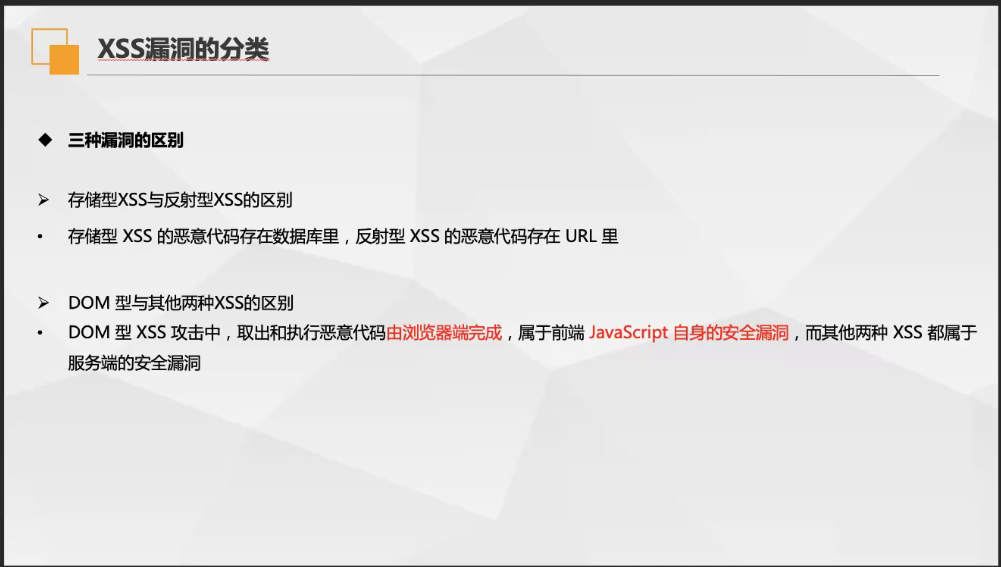 XSS漏洞的分类
◆ 三种漏洞的区别
➢ 存储型XSS与反射型XSS的区别
• 存储型 XSS 的恶意代码存在数据库里，反射型 XSS 的恶意代码存在 URL 里
➢ DOM 型与其他两种XSS的区别
• DOM 型 XSS 攻击中，取出和执行恶意代码由浏览器端完成，属于前端 JavaScript 自身的安全漏洞，而其他两种 XSS 都属于
服务端的安全漏洞